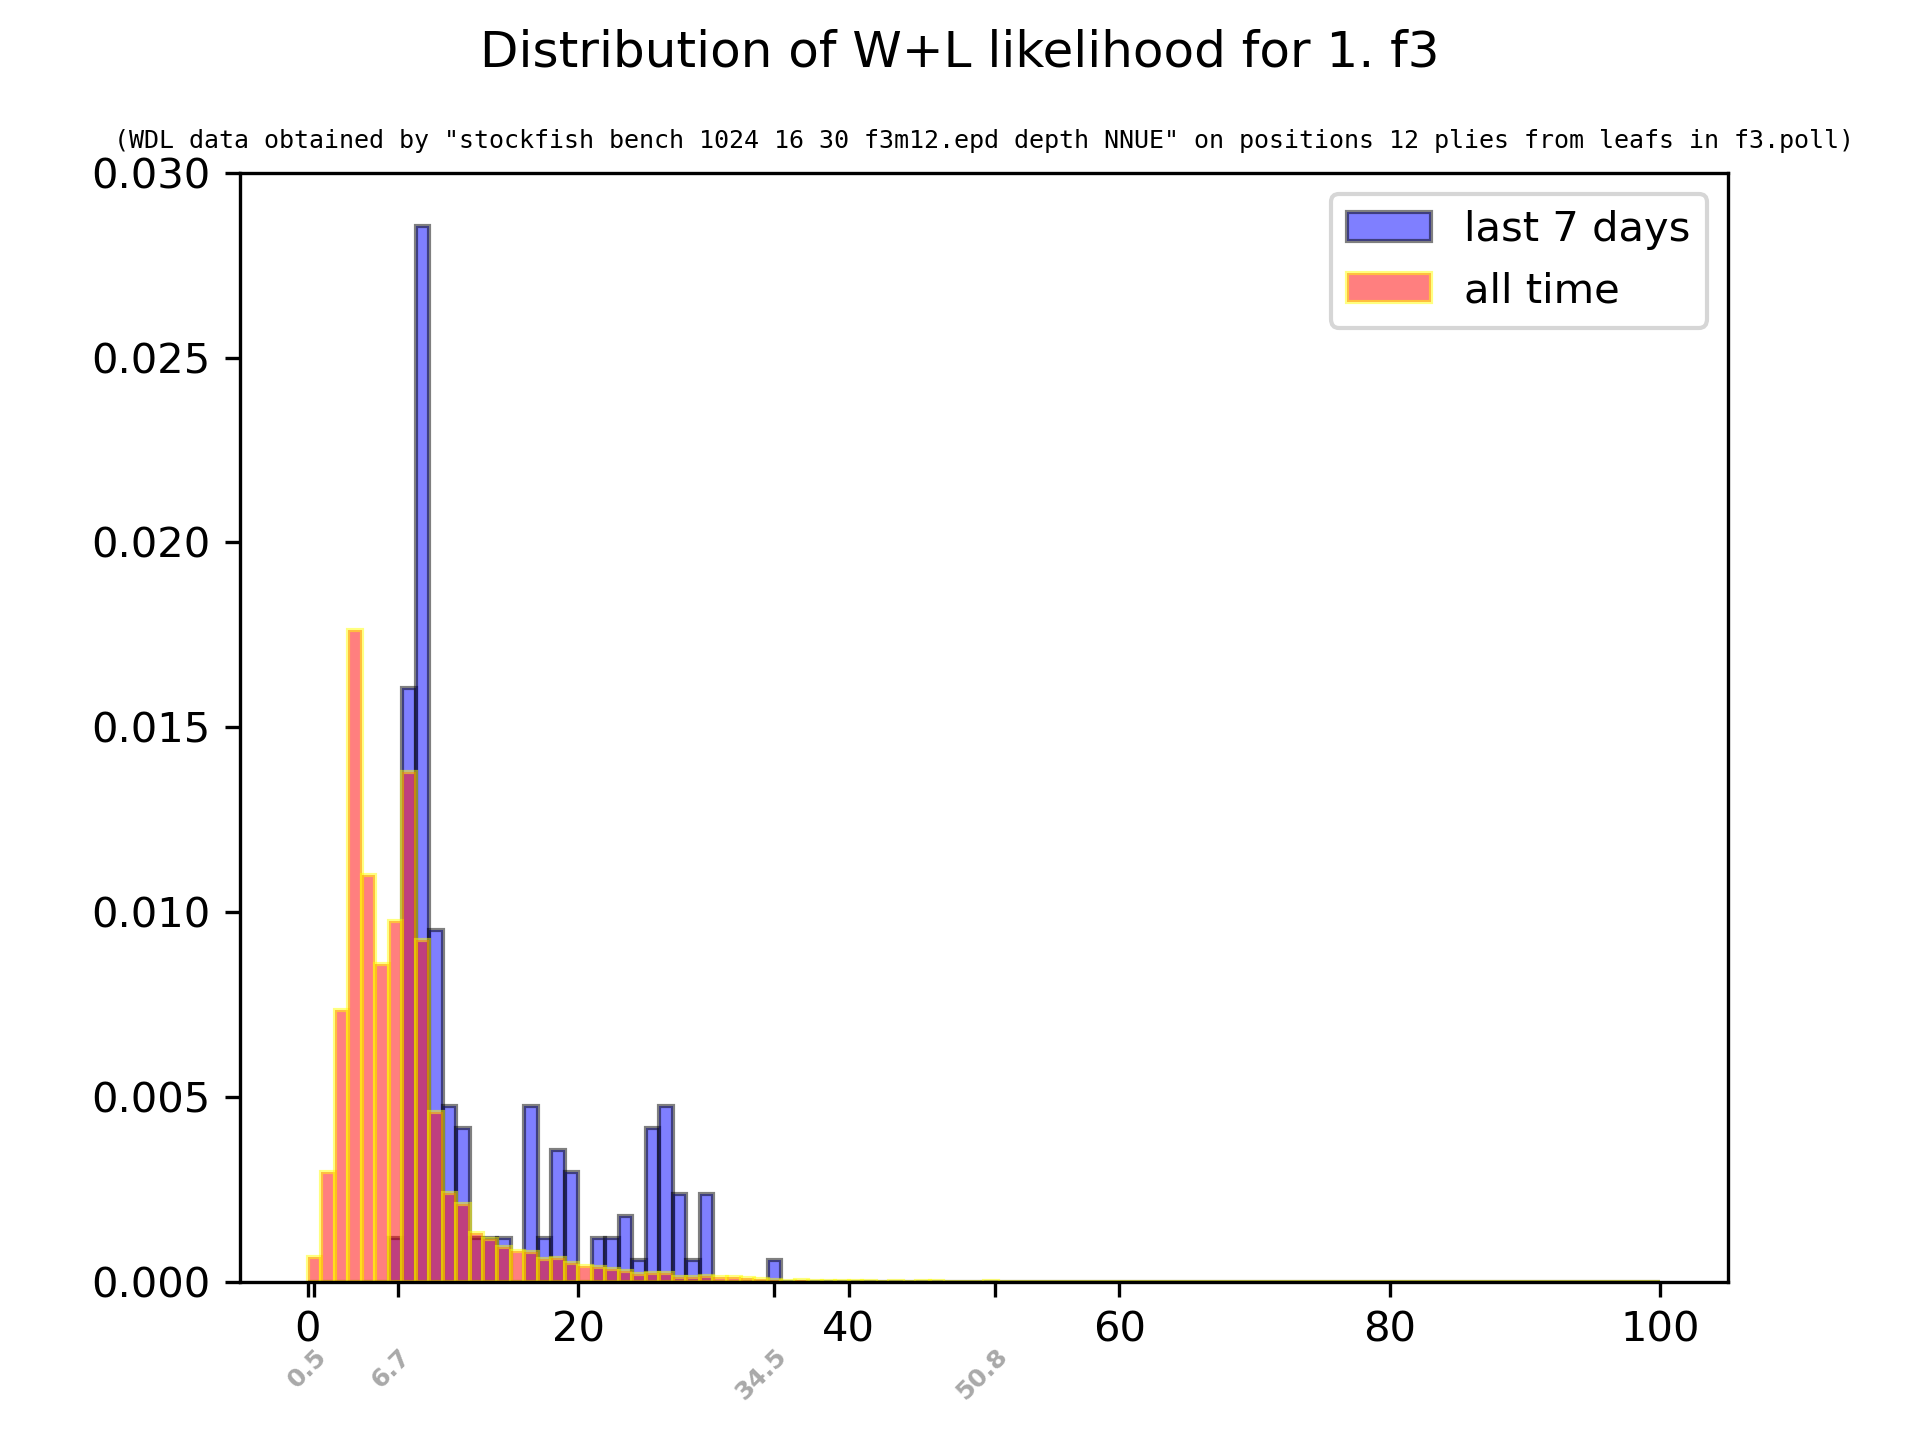 Distribution of W+L likelihood for 1. f3
(WDL data obtained by "stockfish bench 1024 16 30 f3m12.epd depth NNUE" on positions 12 plies from leafs in f3.poll)
last 7 days
all time
0.030
0.025
0.020
0.015
0.010
0.005
0.000
0 20 40 60 80 100
0.5 6.7 34.5 50.8